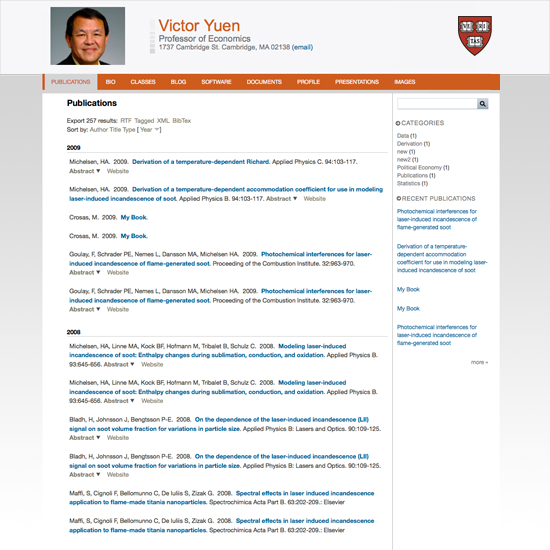 Victor Yuen
Professor of Economics
1737 Cambridge St. Cambridge, MA 02138 (email)
VE RI TAS
PUBLICATIONS BIO CLASSES BLOG SOFTWARE DOCUMENTS PROFILE PRESENTATIONS IMAGES
Publications
Export 257 results: RTF Tagged XML BibTex
Sort by: Author Title Type [ Year ]
2009
Michelsen, HA. 2009. Derivation of a temperature-dependent Richard. Applied Physics C. 94:103-117.
Abstract Website
Michelsen, HA. 2009. Derivation of a temperature-dependent accommodation coefficient for use in modeling
laser-induced incandescence of soot. Applied Physics B. 94:103-117. Abstract Website
Crosas, M. 2009. My Book.
Crosas, M. 2009. My Book.
Goulay, F, Schrader PE, Nemes L, Dansson MA, Michelsen HA. 2009. Photochemical interferences for laser-
induced incandescence of flame-generated soot. Proceeding of the Combustion Institute. 32:963-970.
Abstract Website
Goulay, F, Schrader PE, Nemes L, Dansson MA, Michelsen HA. 2009. Photochemical interferences for laser-
induced incandescence of flame-generated soot. Proceeding of the Combustion Institute. 32:963-970.
Abstract Website
2008
Michelsen, HA, Linne MA, Kock BF, Hofmann M, Tribalet B, Schulz C. 2008. Modeling laser-induced
incandescence of soot: Enthalpy changes during sublimation, conduction, and oxidation. Applied Physics B.
93:645-656. Abstract Website
Michelsen, HA, Linne MA, Kock BF, Hofmann M, Tribalet B, Schulz C. 2008. Modeling laser-induced
incandescence of soot: Enthalpy changes during sublimation, conduction, and oxidation. Applied Physics B.
93:645-656. Abstract Website
Bladh, H, Johnsson J, Bengtsson P-E. 2008. On the dependence of the laser-induced incandescence (LII)
signal on soot volume fraction for variations in particle size. Applied Physics B: Lasers and Optics. 90:109-125.
Abstract Website
Bladh, H, Johnsson J, Bengtsson P-E. 2008. On the dependence of the laser-induced incandescence (LII)
signal on soot volume fraction for variations in particle size. Applied Physics B: Lasers and Optics. 90:109-125.
Abstract Website
Maffi, S, Cignoli F, Bellomunno C, De Iuliis S, Zizak G. 2008. Spectral effects in laser induced incandescence
application to flame-made titania nanoparticles. Spectrochimica Acta Part B. 63:202-209.: Elsevier
Maffi, S, Cignoli F, Bellomunno C, De Iuliis S, Zizak G. 2008. Spectral effects in laser induced incandescence
application to flame-made titania nanoparticles. Spectrochimica Acta Part B. 63:202-209.: Elsevier
CATEGORIES
Data (1)
Derivation (1)
new (1)
new2 (1)
Political Economy (1)
Publications (1)
Statistics (1)
RECENT PUBLICATIONS
Photochemical interferences for
laser-induced incandescence of
flame-generated soot
Derivation of a temperature-
dependent accommodation
coefficient for use in modeling laser-
induced incandescence of soot
My Book
My Book
Photochemical interferences for
laser-induced incandescence of
flame-generated soot
more »